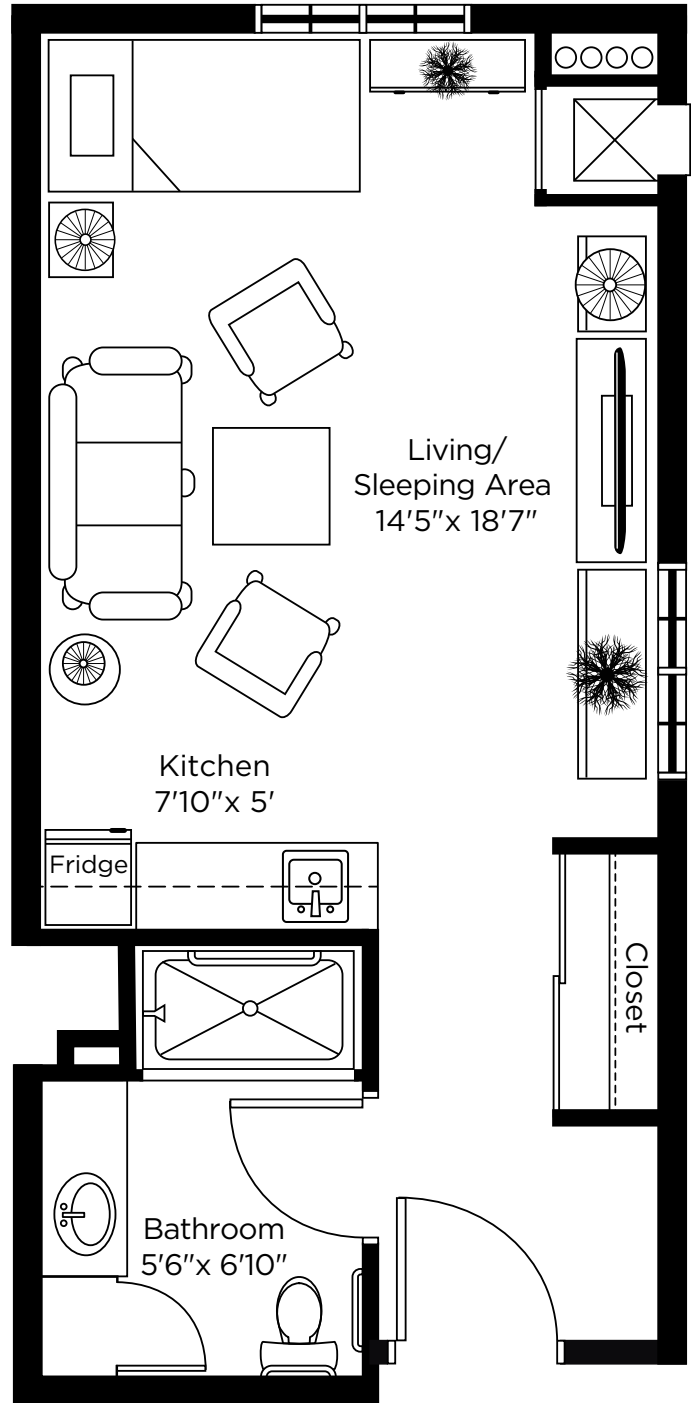 Living/
Sleeping Area
14'5"x 18'7"
Kitchen
7'10"x 5'
Fridge
Closet
Bathroom
5'6"x 6'10"